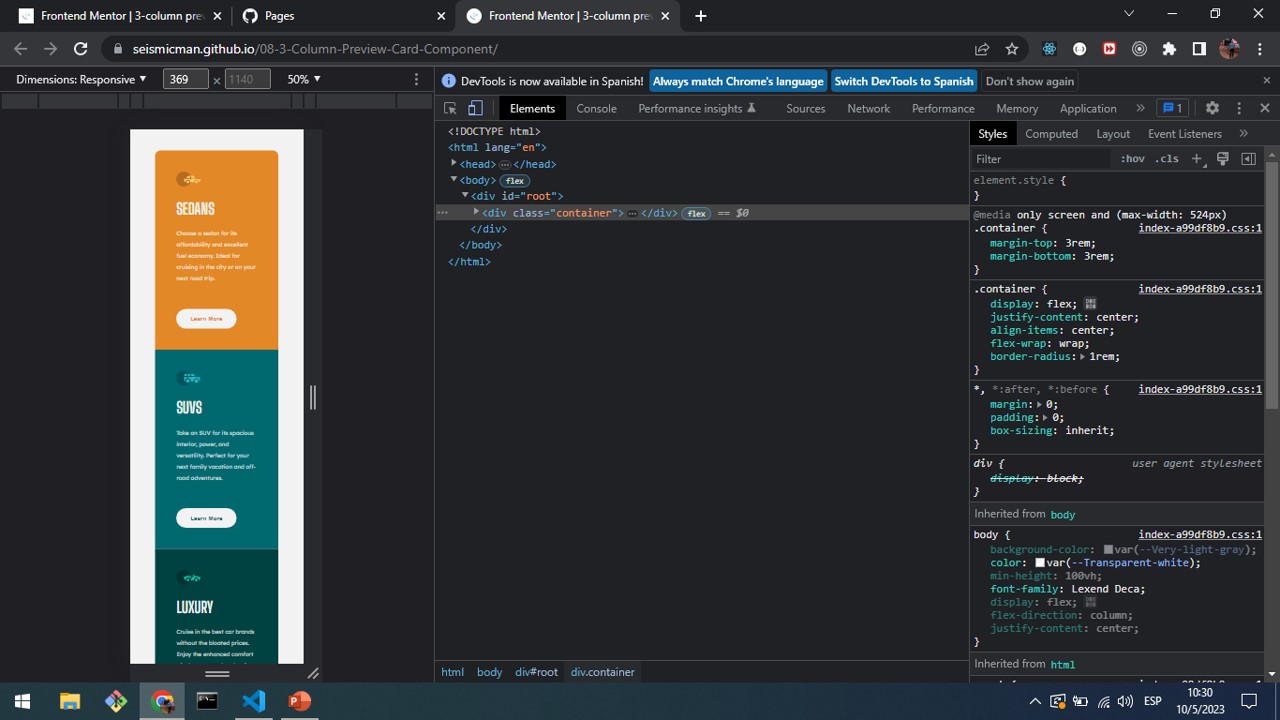 Frontend Mentor | 3-column pre
Pages
Frontend Mentor | 3-column pre
seismicman.github.io/08-3-Column-Preview-Card-Component/
Dimensions: Responsive
369
1140
50%
DevTools is now available in Spanish!
Always match Chrome's language
Switch DevTools to Spanish
Don't show again
Elements
Console
Performance insights
Sources
Network
Performance
Memory
Application
1
SEDANS
Choose a sedan for its
affordability and excellent
fuel economy. Ideal for
cruising in the city or on your
next road trip.
Learn More
SUVS
Take an SUV for its spacious
interior, power, and
versatility. Perfect for your
next family vacation and off-
road adventures.
Learn More
LUXURY
Cruise in the best car brands
without the bloated prices.
Enjoy the enhanced comfort
<!DOCTYPE html>
<html lang="en">
<head> … </head>
<body> flex
<div id="root">
<div class="container"> … </div> flex == $0
</div>
</body>
</html>
html body div#root div.container
Styles
Computed
Layout
Event Listeners
Filter
:hov .cls
element.style {
}
@media only screen and (max-width: 524px)
.container { index-a99df8b9.css:1
margin-top: 3rem;
margin-bottom: 3rem;
}
.container { index-a99df8b9.css:1
display: flex;
justify-content: center;
align-items: center;
flex-wrap: wrap;
border-radius: 1rem;
}
*, *:after, *:before { index-a99df8b9.css:1
margin: 0;
padding: 0;
box-sizing: inherit;
}
div { user agent stylesheet
display: block;
}
Inherited from body
body { index-a99df8b9.css:1
background-color: var(--Very-light-gray);
color: var(--Transparent-white);
min-height: 100vh;
font-family: Lexend Deca;
display: flex;
flex-direction: column;
justify-content: center;
}
Inherited from html
ESP
10:30
10/5/2023